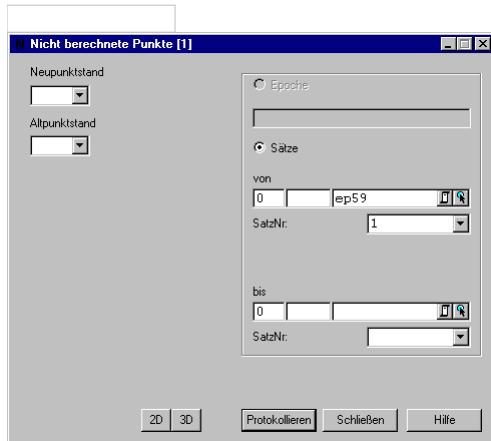 Nicht berechnete Punkte [1]
Neupunktstand
Altpunktstand
Epoche
Sätze
von
0 ep59
SatzNr: 1
bis
0
SatzNr:
2D 3D Protokollieren Schließen Hilfe